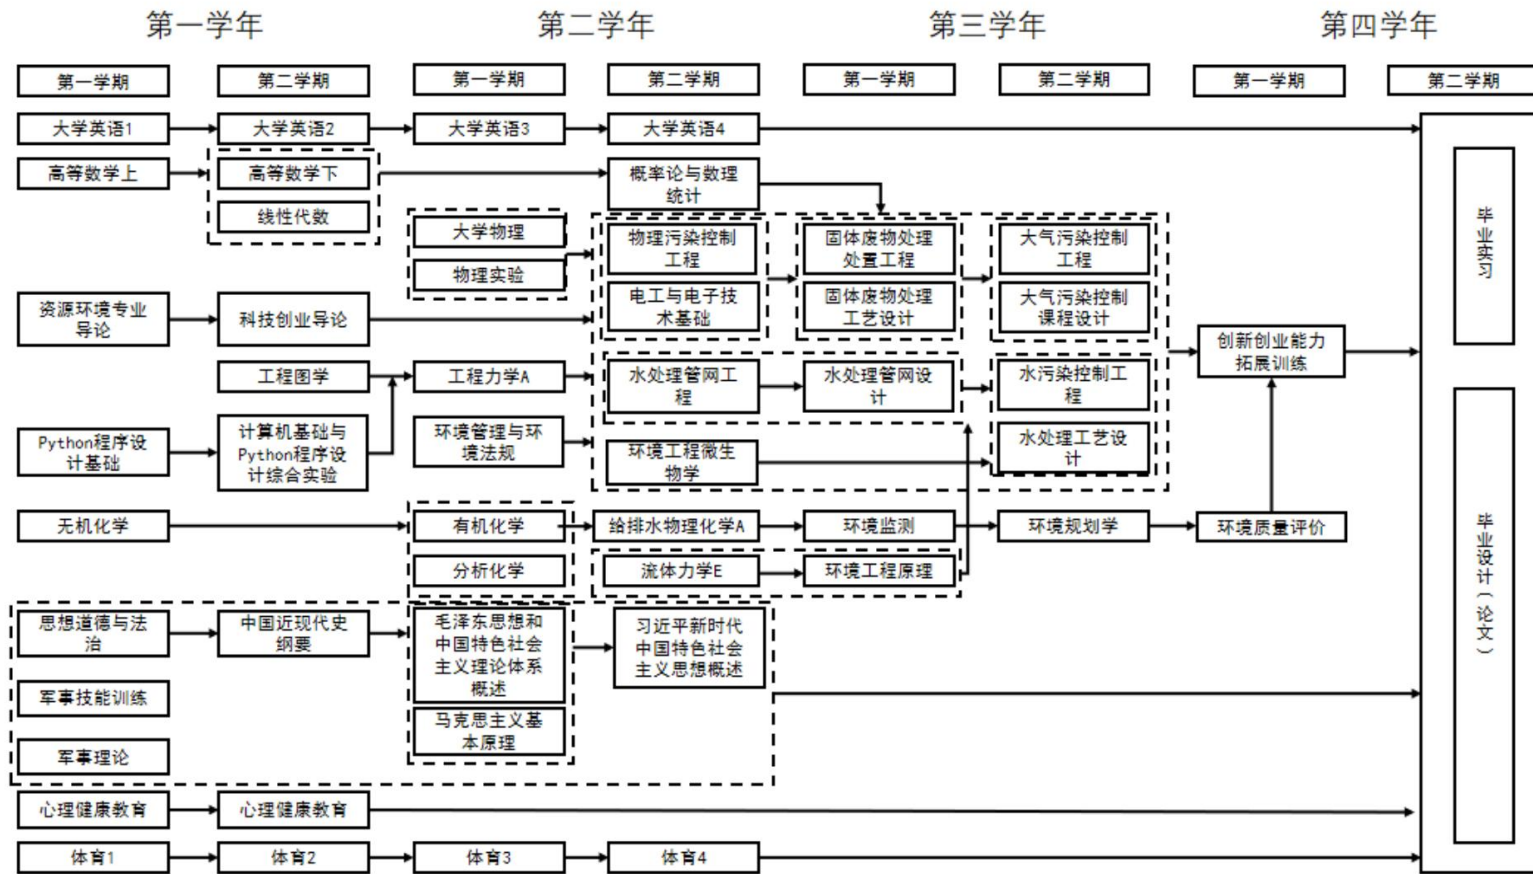 第一学年
第二学年
第三学年
第四学年
第一学期
第二学期
第一学期
第二学期
第一学期
第二学期
第一学期
第二学期
大学英语1
大学英语2
大学英语3
大学英语4
高等数学上
高等数学下
线性代数
概率论与数理
统计
大学物理
物理实验
物理污染控制
工程
电工与电子技
术基础
固体废物处理
处置工程
固体废物处理
工艺设计
大气污染控制
工程
大气污染控制
课程设计
资源环境专业
导论
科技创业导论
创新创业能力
拓展训练
工程图学
工程力学A
水处理管网工
程
水处理管网设
计
水污染控制工
程
Python程序设
计基础
计算机基础与
Python程序设
计综合实验
环境管理与环
境法规
环境工程微生
物学
水处理工艺设
计
无机化学
有机化学
给排水物理化学A
环境监测
环境规划学
环境质量评价
分析化学
流体力学E
环境工程原理
思想道德与法
治
中国近现代史
纲要
毛泽东思想和
中国特色社会
主义理论体系
概述
习近平新时代
中国特色社会
主义思想概述
军事技能训练
马克思主义基
本原理
军事理论
心理健康教育
心理健康教育
体育1
体育2
体育3
体育4
毕业实习
毕业设计(论文)